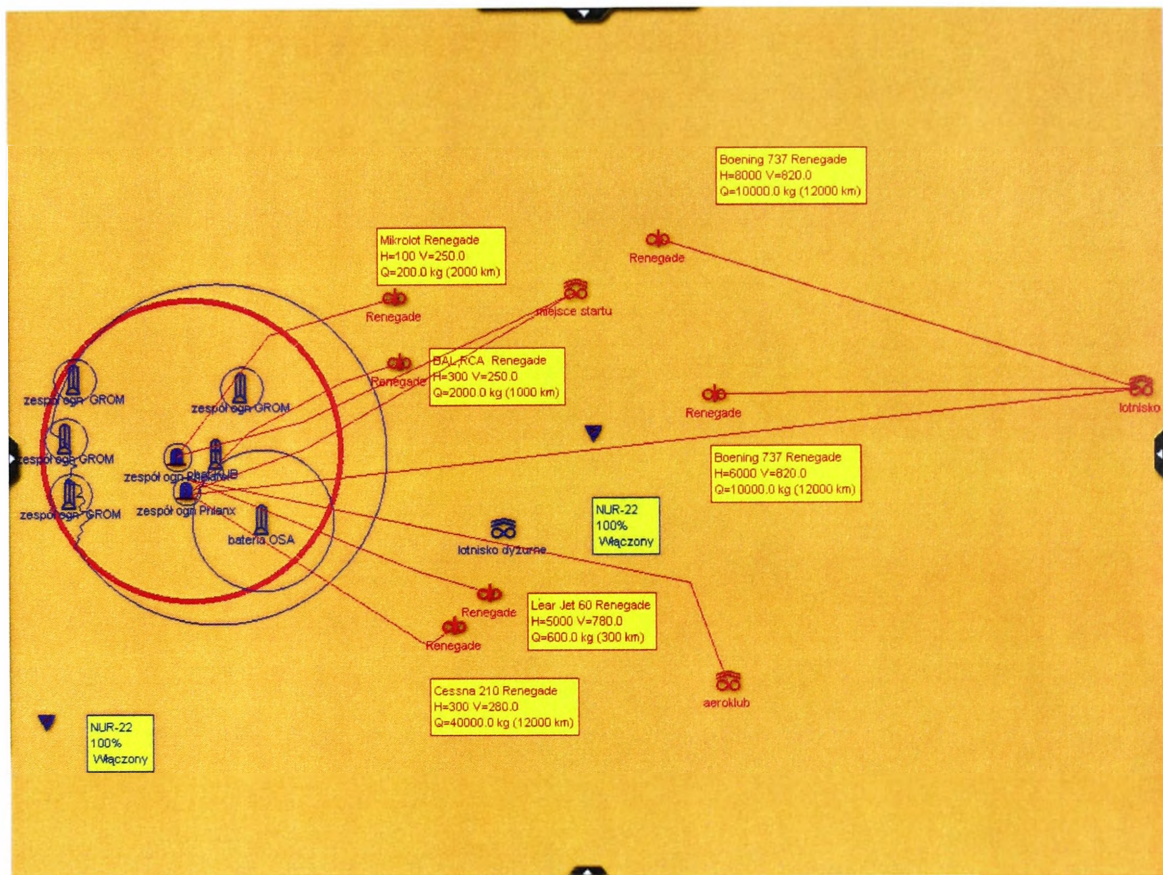 Boening 737 Renegade
H=8000 V=820.0
Q=10000.0 kg (12000 km)
Renegade
Mikrolot Renegade
H=100 V=250.0
Q=200.0 kg (2000 km)
Renegade
miejsce startu
BAL,RCA Renegade
H=300 V=250.0
Q=2000.0 kg (1000 km)
Renegade
Renegade
lotnisko
zespół ogn GROM
zespół ogn GROM
zespół ogn GROM
zespół ogn
zespół ogn GROM
zespół ogn Phlanx
Boening 737 Renegade
H=6000 V=820.0
Q=10000.0 kg (12000 km)
NUR-22
100%
Włączony
bateria OSA
lotnisko dyżurne
Renegade
Lear Jet 60 Renegade
H=5000 V=780.0
Q=600.0 kg (300 km)
Renegade
Cessna 210 Renegade
H=300 V=280.0
Q=40000.0 kg (12000 km)
aeroklub
NUR-22
100%
Włączony